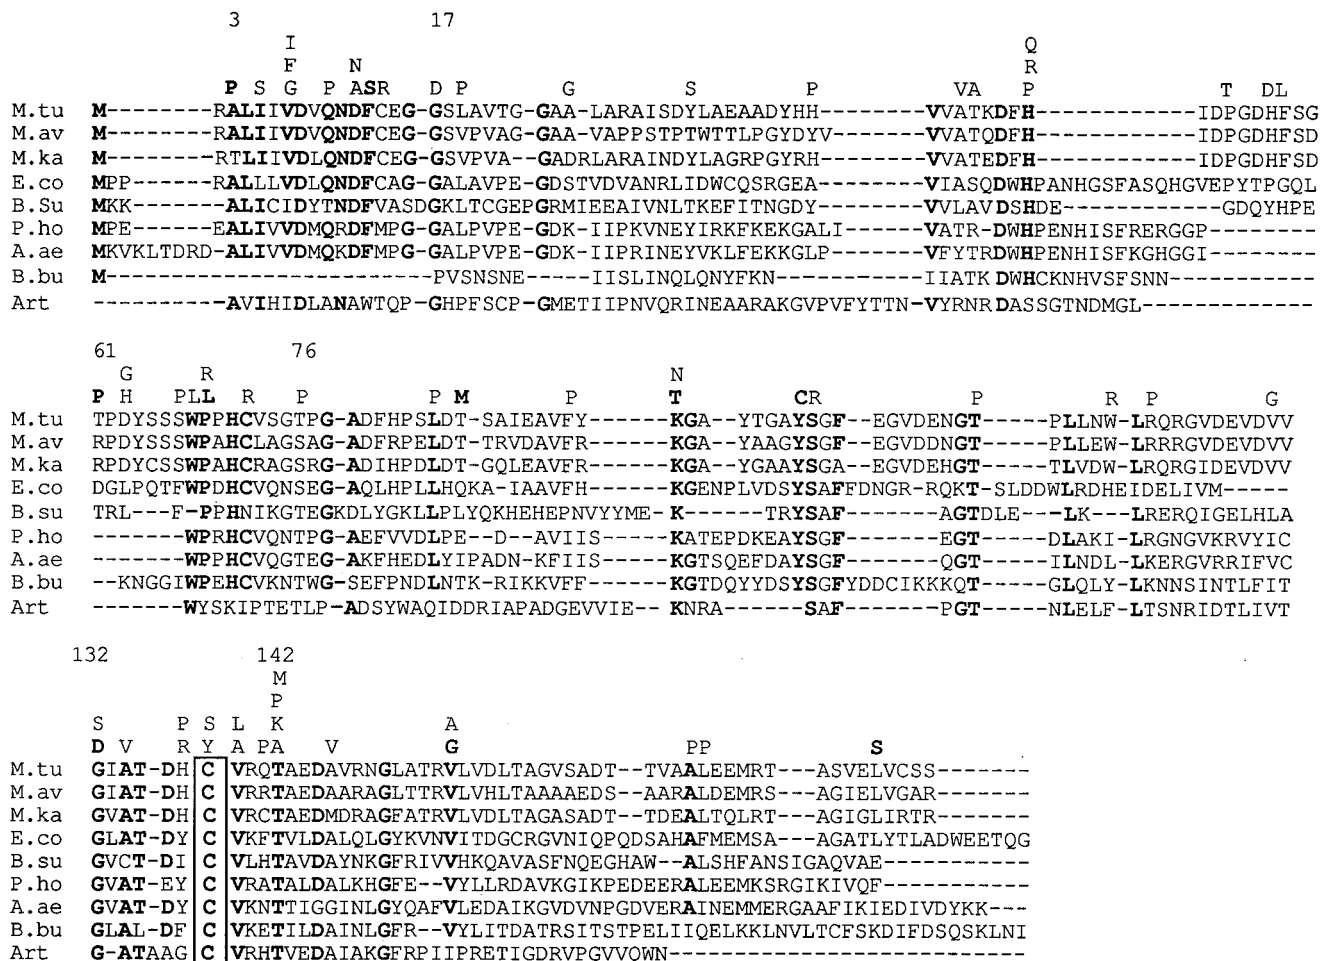 3 17
I Q
F N R
G P P
P S G P ASR D P G S P VA P T DL
M.tu M--------RALIIVDVQNDFCEG-GSLAVTG-GAA-LARAISDYLAEAADYHH------VVATKDFH-----------IDPGDHFSG
M.av M--------RALIIVDVQNDFCEG-GSVPVAG-GAA-VAPPSTPTWTTLPGYDYV------VVATQDFH-----------IDPGDHFSD
M.ka M--------RTLIIVDLQNDFCEG-GSVPVA--GADRLARAINDYLAGRPGYRH-------VVATEDFH-----------IDPGDHFSD
E.co MPP------RALLLVDLQNDFCAG-GALAVPE-GDSTVDVANRLIDWCQSRGEA-------VIASQDWHPANHGSFASQHGVEPYTPGQL
B.Su MKK-------ALICIDYTNDFVASDGKLTCGEPGRMIEEAIVNLTKEFITNGDY-------VVLAVDSHDE-----------GDQYHPE
P.ho MPE------EALIVVDMQRDFMPG-GALPVPE-GDK-IIPKVNEYIRKFKEKGALI-----VATR-DWHPENHISFRERGGP-------
A.ae MKVKLTDRD-ALIVVDMQKDFMPG-GALPVPE-GDK-IIPRINEYVKLFEKKGLP------VFYTRDWHPENHISFKGHGGI-------
B.bu M-----------------------PVSNSNE----IISLINQLQNYFKN-----------IIATKDWHCKNHVSFSNN-----------
Art ----------AVIHIDLANAWTQP-GHPFSCP-GMETIIPNVQRINEAARAKGVPVFYTTN-VYRNRDASSGTNDMGL-----------
61 76
G R N
P H PLL R P P M P T CR P R P G
M.tu TPDYSSSWPPHCVSGTPG-ADFHPSLDT-SAIEAVFY------KGA--YTGAYSGF--EGVDENGT-----PLLNW-LRQRGVDEVDVV
M.av RPDYSSSWPAHCLAGSAG-ADFRPELDT-TRVDAVFR------KGA--YAAGYSGF--EGVDDNGT-----PLLEW-LRRRGVDEVDVV
M.ka RPDYCSSWPAHCRAGSRG-ADIHPDLDT-GQLEAVFR------KGA--YGAAYSGA--EGVDEHGT-----TLVDW-LRQRGIDEVDVV
E.co DGLPQTFWPDHCVQNSEG-AQLHPLLHQKA-IAAVFH------KGENPLVDSYSAFFDNGR-RQKT-SLDDWLRDHEIDELIVM-----
B.su TRL---F-PPHNIKGTEGKDLYGKLLPLYQKHEHEPNVYYME-K------TRYSAF------AGTDLE---LK---LRERQIGELHLA
P.ho -------WPRHCVQNTPG-AEFVVDLPE--D--AVIIS-----KATEPDKEAYSGF------EGT------DLAKI-LRGNGVKRVYIC
A.ae -------WPPHCVQGTEG-AKFHEDLYIPADN-KFIIS-----KGTSQEFDAYSGF------QGT------ILNDL-LKERGVRRIFVC
B.bu --KNGGIWPEHCVKNTWG-SEFPNDLNTK-RIKKVFF------KGTDQYYDSYSGFYDDCIKKKQT-----GLQLY-LKNNSINTLFIT
Art -------WYSKIPTETLP-ADSYWAQIDDRIAPADGEVVIE--KNRA------SAF------PGT------NLELF-LTSNRIDTLIVT
132 142
M
P
S P S L K A
D V R Y A PA V G PP S
M.tu GIAT-DH C VRQTAEDAVRNGLATRVLVDLTAGVSADT--TVAALEEMRT---ASVELVCSS-------
M.av GIAT-DH C VRRTAEDAARAGLTTRVLVHLTAAAAEDS--AARALDEMRS---AGIELVGAR-------
M.ka GVAT-DH C VRCTAEDMDRAGFATRVLVDLTAGASADT--TDEALTQLRT---AGIGLIRTR-------
E.co GLAT-DY C VKFTVLDALQLGYKVNVITDGCRGVNIQPQDSAHAFMEMSA---AGATLYTLADWEETQG
B.su GVCT-DI C VLHTAVDAYNKGFRIVVHKQAVASFNQEGHAW--ALSHFANSIGAQVAE-----------
P.ho GVAT-EY C VRATALDALKHGFE--VYLLRDAVKGIKPEDEERALEEMKSRGIKIVQF-----------
A.ae GVAT-DY C VKNTTIGGINLGYQAFVLEDAIKGVDVNPGDVERAINEMMERGAAFIKIEDIVDYKK---
B.bu GLAL-DF C VKETILDAINLGFR--VYLITDATRSITSTPELIIQELKKLNVLTCFSKDIFDSQSKLNI
Art G-ATAAG C VRHTVEDAIAKGFRPIIPRETIGDRVPGVVQWN---------------------------